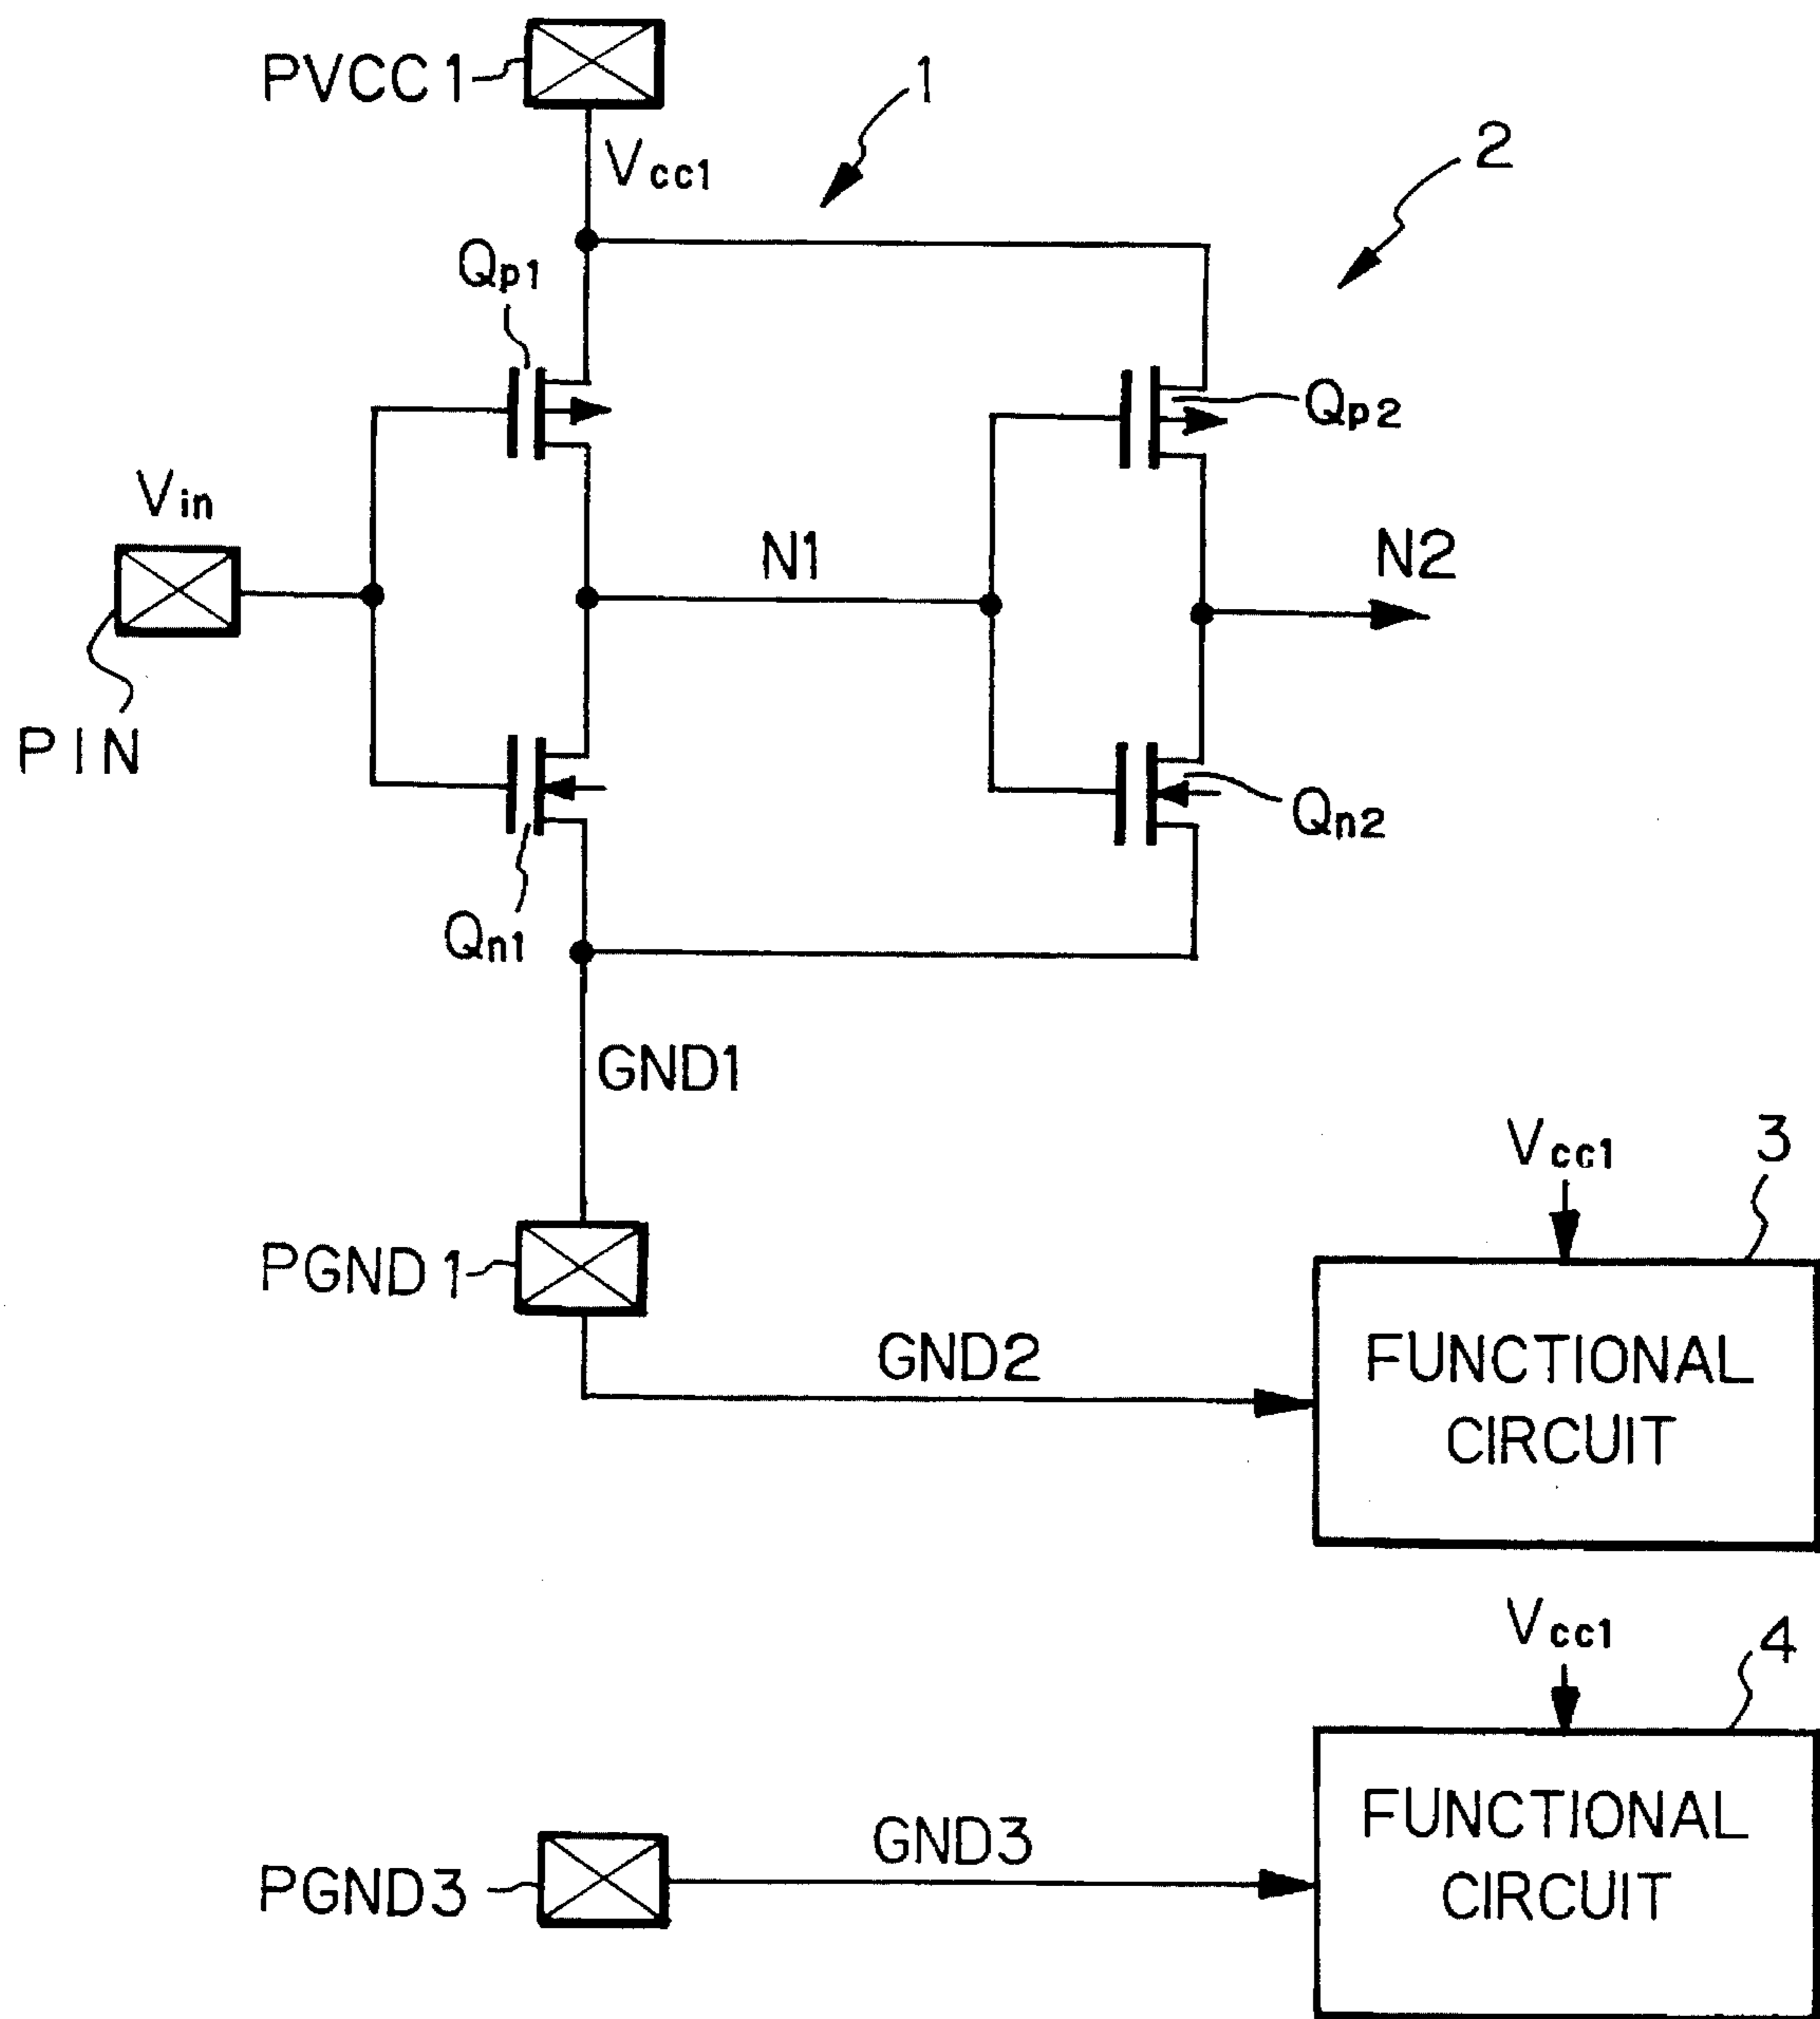 PVCC1
1
Vcc1
2
Qp1
Qp2
Vin
N1
N2
PIN
Qn2
Qn1
GND1
Vcc1
3
PGND1
GND2
FUNCTIONAL
CIRCUIT
Vcc1
4
GND3
PGND3
FUNCTIONAL
CIRCUIT